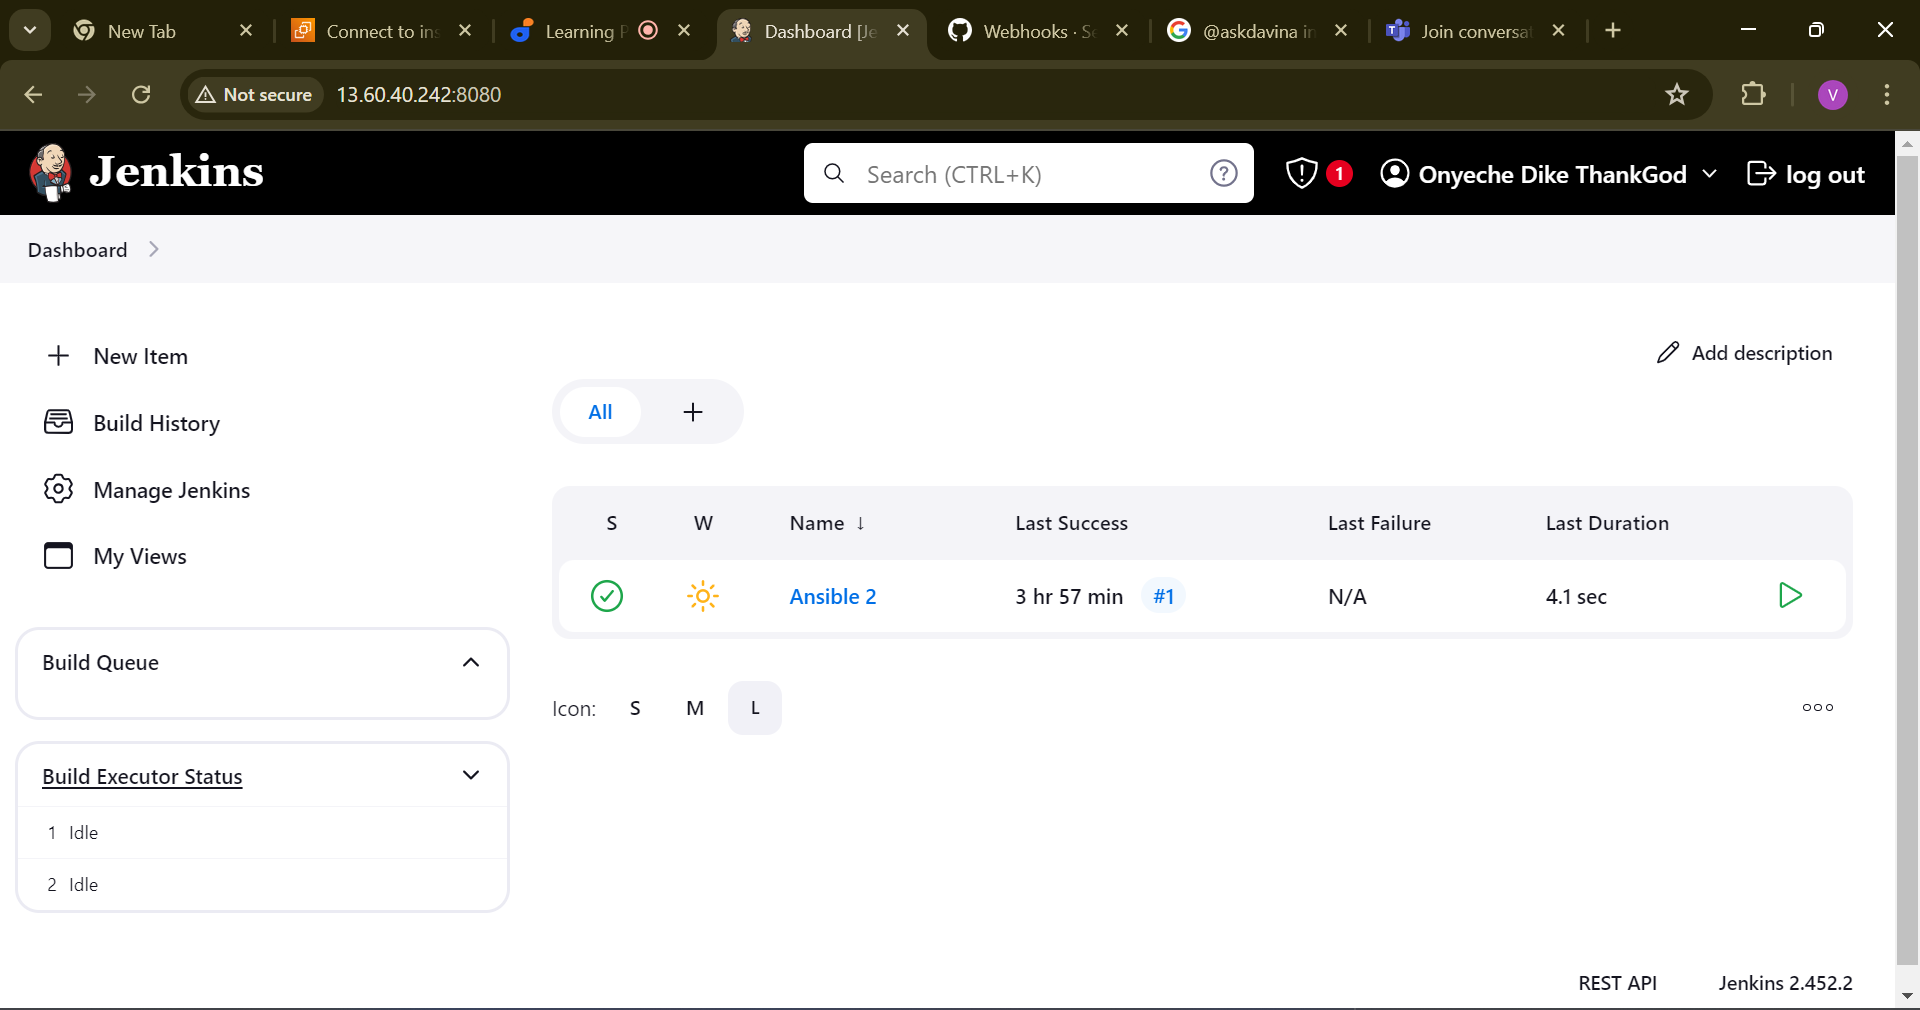 New Tab
Connect to ins
Learning P
Dashboard [Je
Webhooks · Se
@askdavina in
Join conversat
Not secure
13.60.40.242:8080
V
Jenkins
Search (CTRL+K)
1
Onyeche Dike ThankGod
log out
Dashboard
New Item
Add description
Build History
All
Manage Jenkins
My Views
S W Name ↓ Last Success Last Failure Last Duration
Ansible 2 3 hr 57 min #1 N/A 4.1 sec
Build Queue
Icon: S M L
Build Executor Status
1 Idle
2 Idle
REST API Jenkins 2.452.2